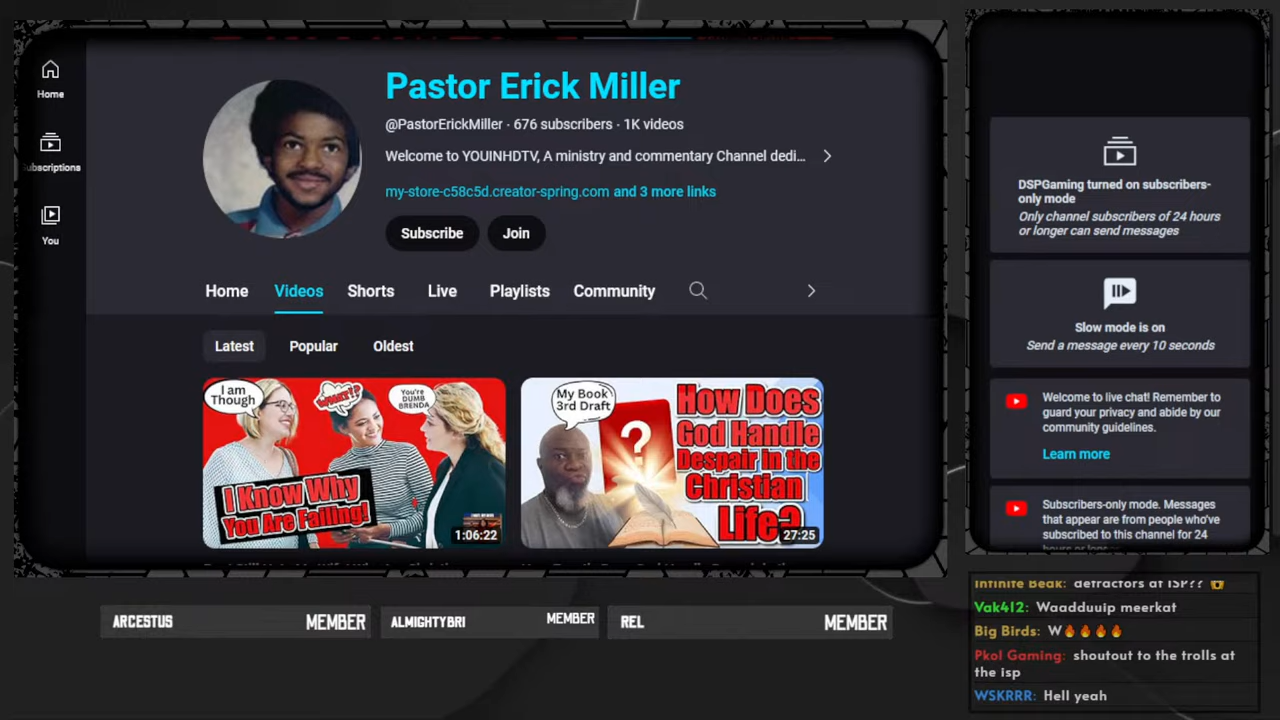 Home
Subscriptions
You
Pastor Erick Miller
@PastorErickMiller · 676 subscribers · 1K videos
Welcome to YOUINHDTV, A ministry and commentary Channel dedi...
my-store-c58c5d.creator-spring.com and 3 more links
Subscribe
Join
Home
Videos
Shorts
Live
Playlists
Community
Latest
Popular
Oldest
I am
Though
You're
DUMB
BRENDA
I Know Why
You Are Failing!
1:06:22
My Book
3rd Draft
?
How Does
God Handle
Despair in the
Christian
Life?
27:25
DSPGaming turned on subscribers-
only mode
Only channel subscribers of 24 hours
or longer can send messages
Slow mode is on
Send a message every 10 seconds
Welcome to live chat! Remember to
guard your privacy and abide by our
community guidelines.
Learn more
Subscribers-only mode. Messages
that appear are from people who've
subscribed to this channel for 24
hours or
Infinite Beak: detractors at ISP??
Vak412: Waadduuip meerkat
Big Birds: W🔥🔥🔥🔥
Pkol Gaming: shoutout to the trolls at
the isp
WSKRRR: Hell yeah
ARCESTUS MEMBER
ALMIGHTYBRI MEMBER
REL MEMBER